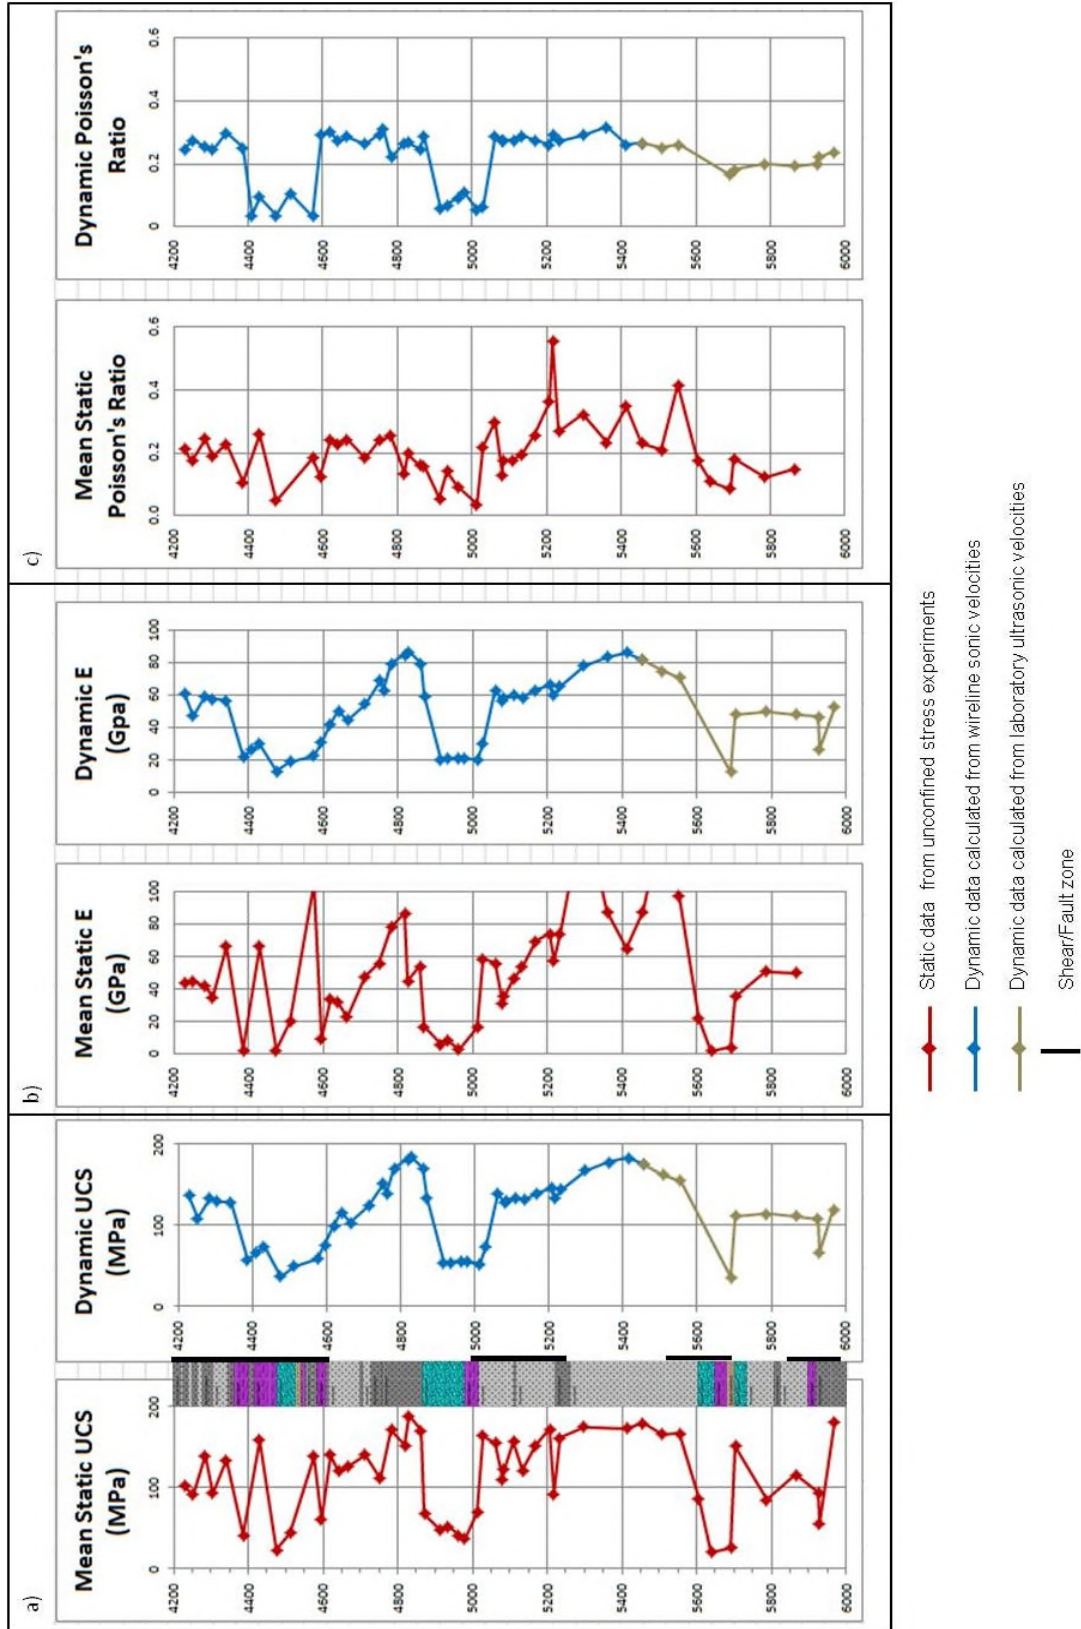 a)
Mean Static UCS
(MPa)
0 100 200
4200
4400
4600
4800
5000
5200
5400
5600
5800
6000
Dynamic UCS
(MPa)
0 100 200
4200
4400
4600
4800
5000
5200
5400
5600
5800
6000
b)
Mean Static E
(GPa)
0 20 40 60 80 100
4200
4400
4600
4800
5000
5200
5400
5600
5800
6000
Dynamic E
(Gpa)
0 20 40 60 80 100
4200
4400
4600
4800
5000
5200
5400
5600
5800
6000
c)
Mean Static
Poisson's Ratio
0.0 0.2 0.4 0.6
4200
4400
4600
4800
5000
5200
5400
5600
5800
6000
Dynamic Poisson's
Ratio
0 0.2 0.4 0.6
4200
4400
4600
4800
5000
5200
5400
5600
5800
6000
Static data from unconfined stress experiments
Dynamic data calculated from wireline sonic velocities
Dynamic data calculated from laboratory ultrasonic velocities
Shear/Fault zone